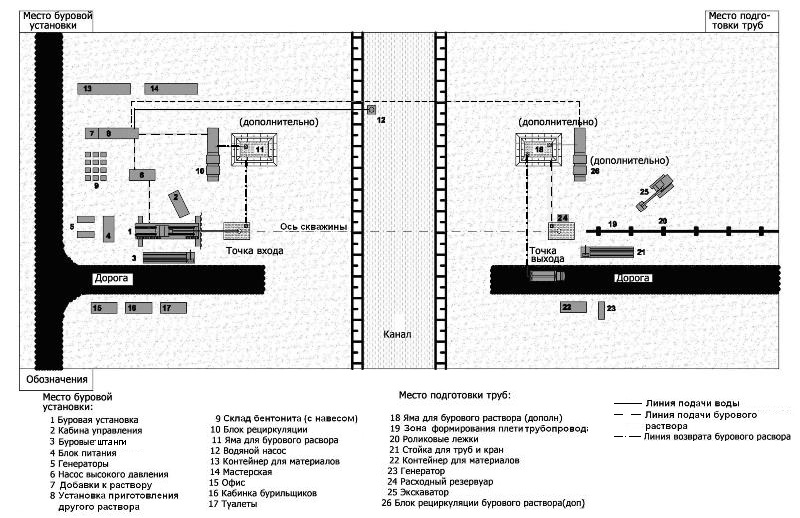 Место буровой
установки
Место подго-
товки труб
13
14
12
(дополнительно)
(дополнительно)
7
8
11
18
(дополнительно)
10
26
6
9
25
2
24
5
4
1
Ось скважины
19
20
Точка входа
Точка
выхода
3
21
Дорога
Дорога
15
16
17
22
23
Канал
Обозначения
Место буровой
установки:
1 Буровая установка
2 Кабина управления
3 Буровые штанги
4 Блок питания
5 Генераторы
6 Насос высокого давления
7 Добавки к раствору
8 Установка приготовления
другого раствора
9 Склад бентонита (с навесом)
10 Блок рециркуляции
11 Яма для бурового расвора
12 Водяной насос
13 Контейнер для материалов
14 Мастерская
15 Офис
16 Кабинка бурильщиков
17 Туалеты
Место подготовки труб:
18 Яма для бурового раствора (дополн)
19 Зона формирования плети трубопровода
20 Роликовые лежки
21 Стойка для труб и кран
22 Контейнер для материалов
23 Генератор
24 Расходный резервуар
25 Экскаватор
26 Блок рециркуляции бурового раствора(доп)
Линия подачи воды
Линия подачи бурового
раствора
Линия возврата бурового расвора